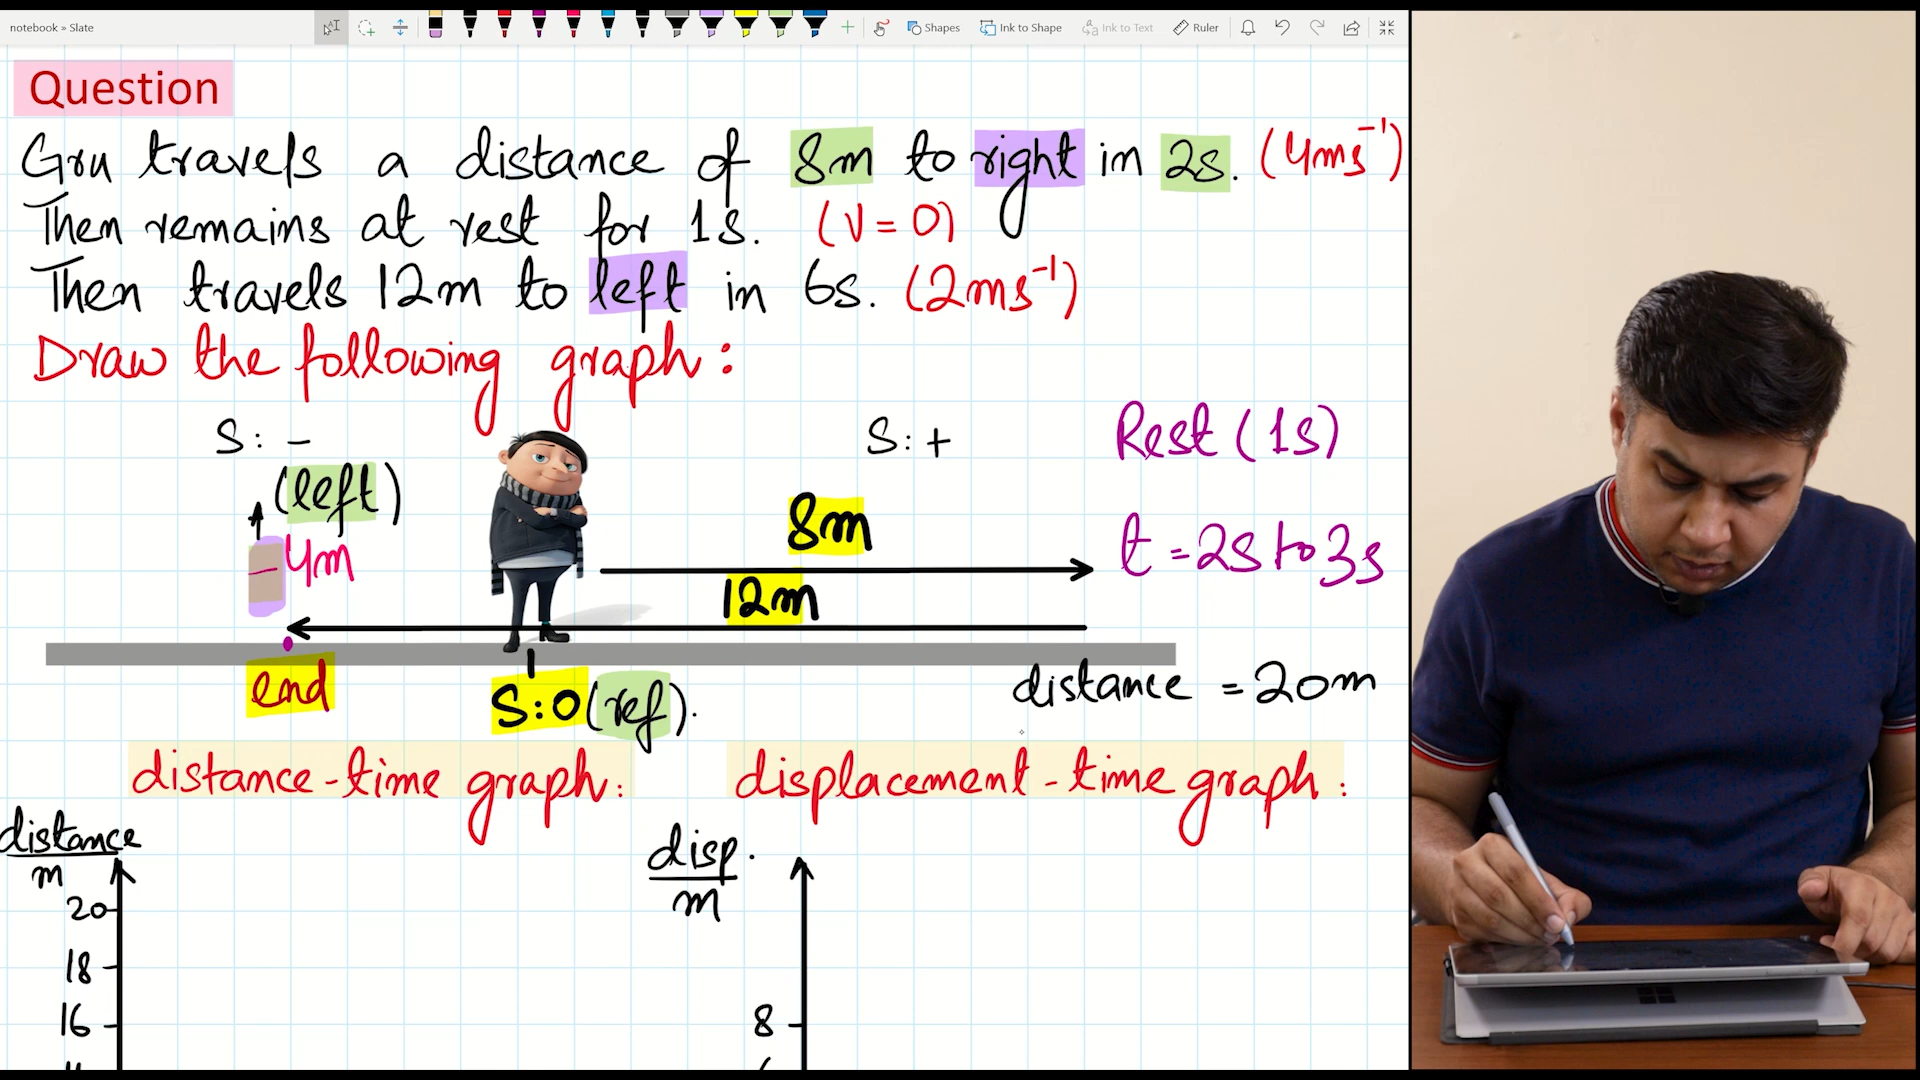 notebook » Slate
Shapes
Ink to Shape
Ink to Text
Ruler
Question
Gru travels a distance of 8m to right in 2s. (4ms⁻¹)
Then remains at rest for 1s. (V = 0)
Then travels 12m to left in 6s. (2ms⁻¹)
Draw the following graph:
S: -
S: +
Rest (1s)
(left)
8m
-4m
t = 2s to 3s
12m
end
S:0 (ref).
distance = 20m
distance-time graph:
displacement-time graph:
distance
m
20
18
16
disp.
m
8